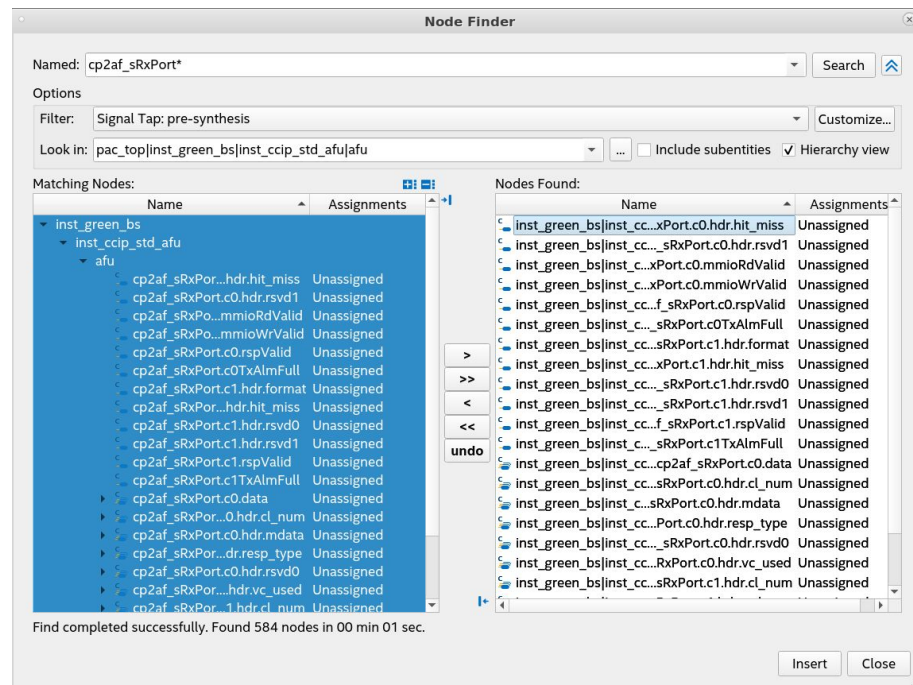 Node Finder
Named: cp2af_sRxPort* Search
Options
Filter: Signal Tap: pre-synthesis Customize...
Look in: pac_top|inst_green_bs|inst_ccip_std_afu|afu ... Include subentities Hierarchy view
Matching Nodes:
Name Assignments
inst_green_bs
inst_ccip_std_afu
afu
cp2af_sRxPor...hdr.hit_miss Unassigned
cp2af_sRxPort.c0.hdr.rsvd1 Unassigned
cp2af_sRxPo...mmioRdValid Unassigned
cp2af_sRxPo...mmioWrValid Unassigned
cp2af_sRxPort.c0.rspValid Unassigned
cp2af_sRxPort.c0TxAlmFull Unassigned
cp2af_sRxPort.c1.hdr.format Unassigned
cp2af_sRxPor...hdr.hit_miss Unassigned
cp2af_sRxPort.c1.hdr.rsvd0 Unassigned
cp2af_sRxPort.c1.hdr.rsvd1 Unassigned
cp2af_sRxPort.c1.rspValid Unassigned
cp2af_sRxPort.c1TxAlmFull Unassigned
cp2af_sRxPort.c0.data Unassigned
cp2af_sRxPor...0.hdr.cl_num Unassigned
cp2af_sRxPort.c0.hdr.mdata Unassigned
cp2af_sRxPor...dr.resp_type Unassigned
cp2af_sRxPort.c0.hdr.rsvd0 Unassigned
cp2af_sRxPor....hdr.vc_used Unassigned
cp2af_sRxPor...1.hdr.cl_num Unassigned
>
>>
<
<<
undo
Nodes Found:
Name Assignments
inst_green_bs|inst_cc...xPort.c0.hdr.hit_miss Unassigned
inst_green_bs|inst_cc..._sRxPort.c0.hdr.rsvd1 Unassigned
inst_green_bs|inst_c...xPort.c0.mmioRdValid Unassigned
inst_green_bs|inst_c...xPort.c0.mmioWrValid Unassigned
inst_green_bs|inst_cc...f_sRxPort.c0.rspValid Unassigned
inst_green_bs|inst_cc..._sRxPort.c0TxAlmFull Unassigned
inst_green_bs|inst_cc...sRxPort.c1.hdr.format Unassigned
inst_green_bs|inst_cc...xPort.c1.hdr.hit_miss Unassigned
inst_green_bs|inst_cc..._sRxPort.c1.hdr.rsvd0 Unassigned
inst_green_bs|inst_cc..._sRxPort.c1.hdr.rsvd1 Unassigned
inst_green_bs|inst_cc...f_sRxPort.c1.rspValid Unassigned
inst_green_bs|inst_cc..._sRxPort.c1TxAlmFull Unassigned
inst_green_bs|inst_cc...cp2af_sRxPort.c0.data Unassigned
inst_green_bs|inst_cc...sRxPort.c0.hdr.cl_num Unassigned
inst_green_bs|inst_c...sRxPort.c0.hdr.mdata Unassigned
inst_green_bs|inst_cc...Port.c0.hdr.resp_type Unassigned
inst_green_bs|inst_cc..._sRxPort.c0.hdr.rsvd0 Unassigned
inst_green_bs|inst_cc...RxPort.c0.hdr.vc_used Unassigned
inst_green_bs|inst_cc...sRxPort.c1.hdr.cl_num Unassigned
Find completed successfully. Found 584 nodes in 00 min 01 sec.
Insert Close